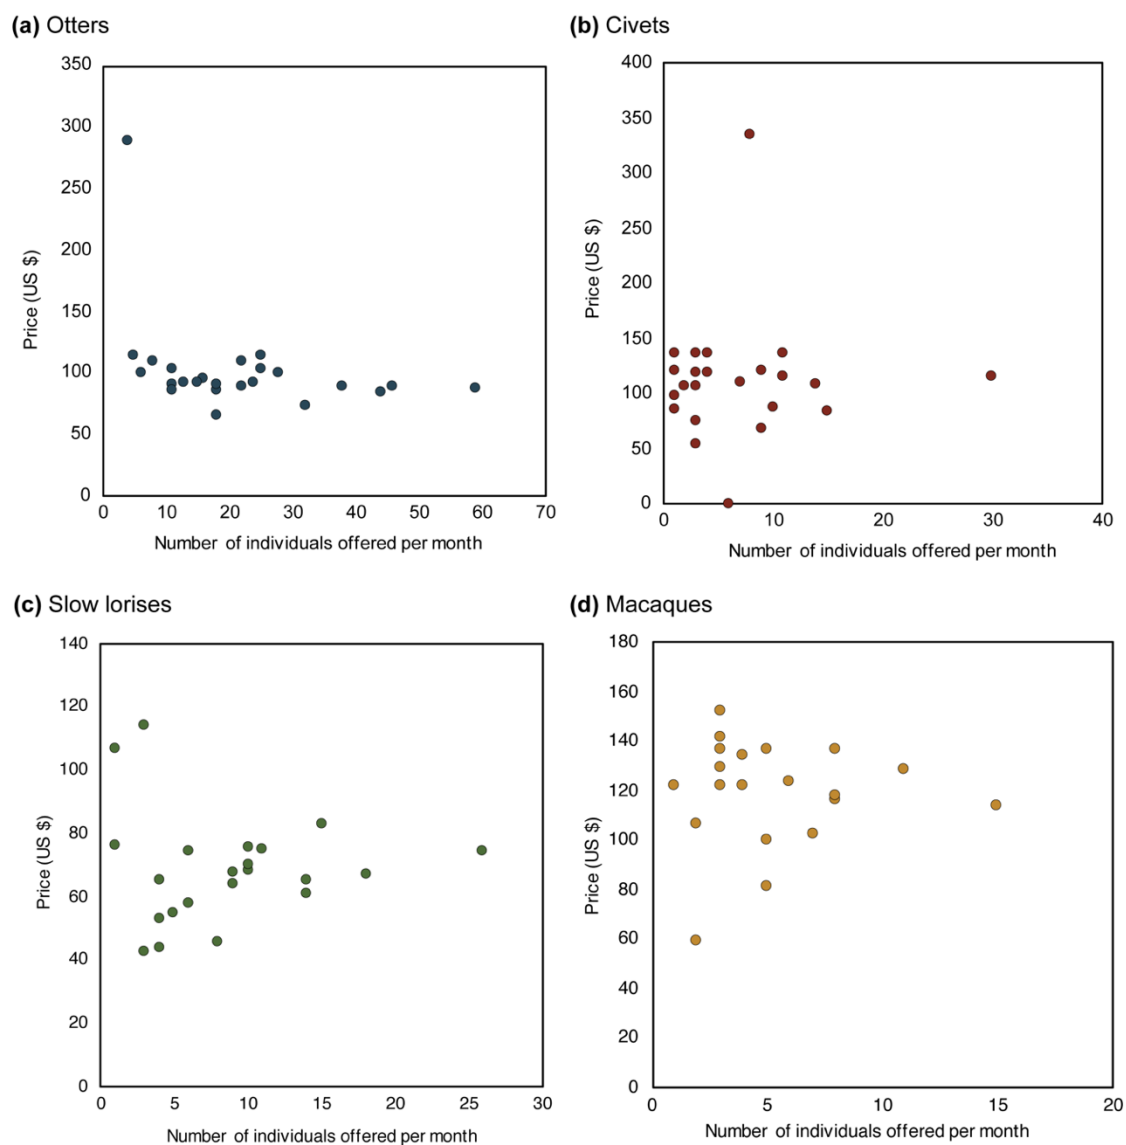 (a) Otters
350
300
250
200
150
100
50
0
0 10 20 30 40 50 60 70
Price (US $)
Number of individuals offered per month
(b) Civets
400
350
300
250
200
150
100
50
0
0 10 20 30 40
Price (US $)
Number of individuals offered per month
(c) Slow lorises
140
120
100
80
60
40
20
0
0 5 10 15 20 25 30
Price (US $)
Number of individuals offered per month
(d) Macaques
180
160
140
120
100
80
60
40
20
0
0 5 10 15 20
Price (US $)
Number of individuals offered per month